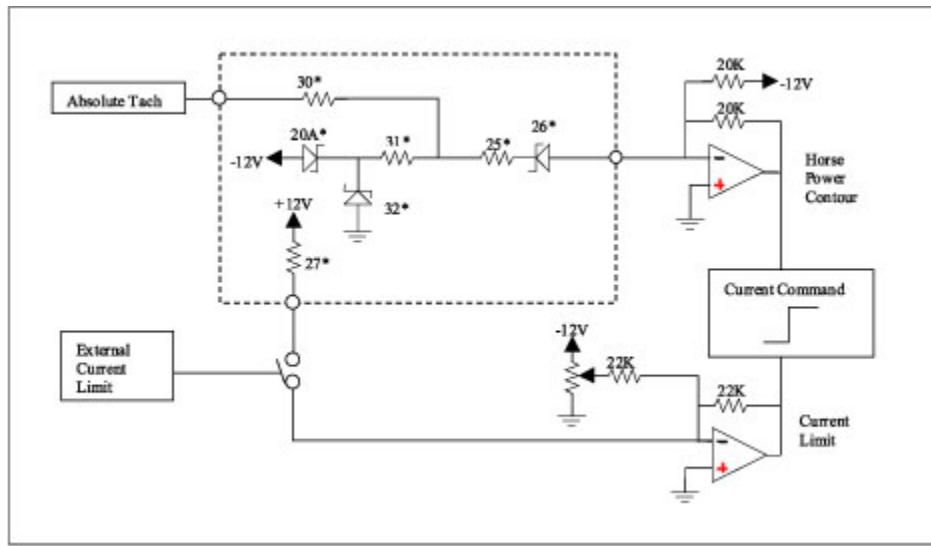 20K
-12V
30*
Absolute Tach
20K
20A*
31*
25*
26*
-12V
-
+
Horse
Power
Contour
32*
+12V
27*
Current Command
-12V
External
Current
Limit
22K
22K
-
+
Current
Limit